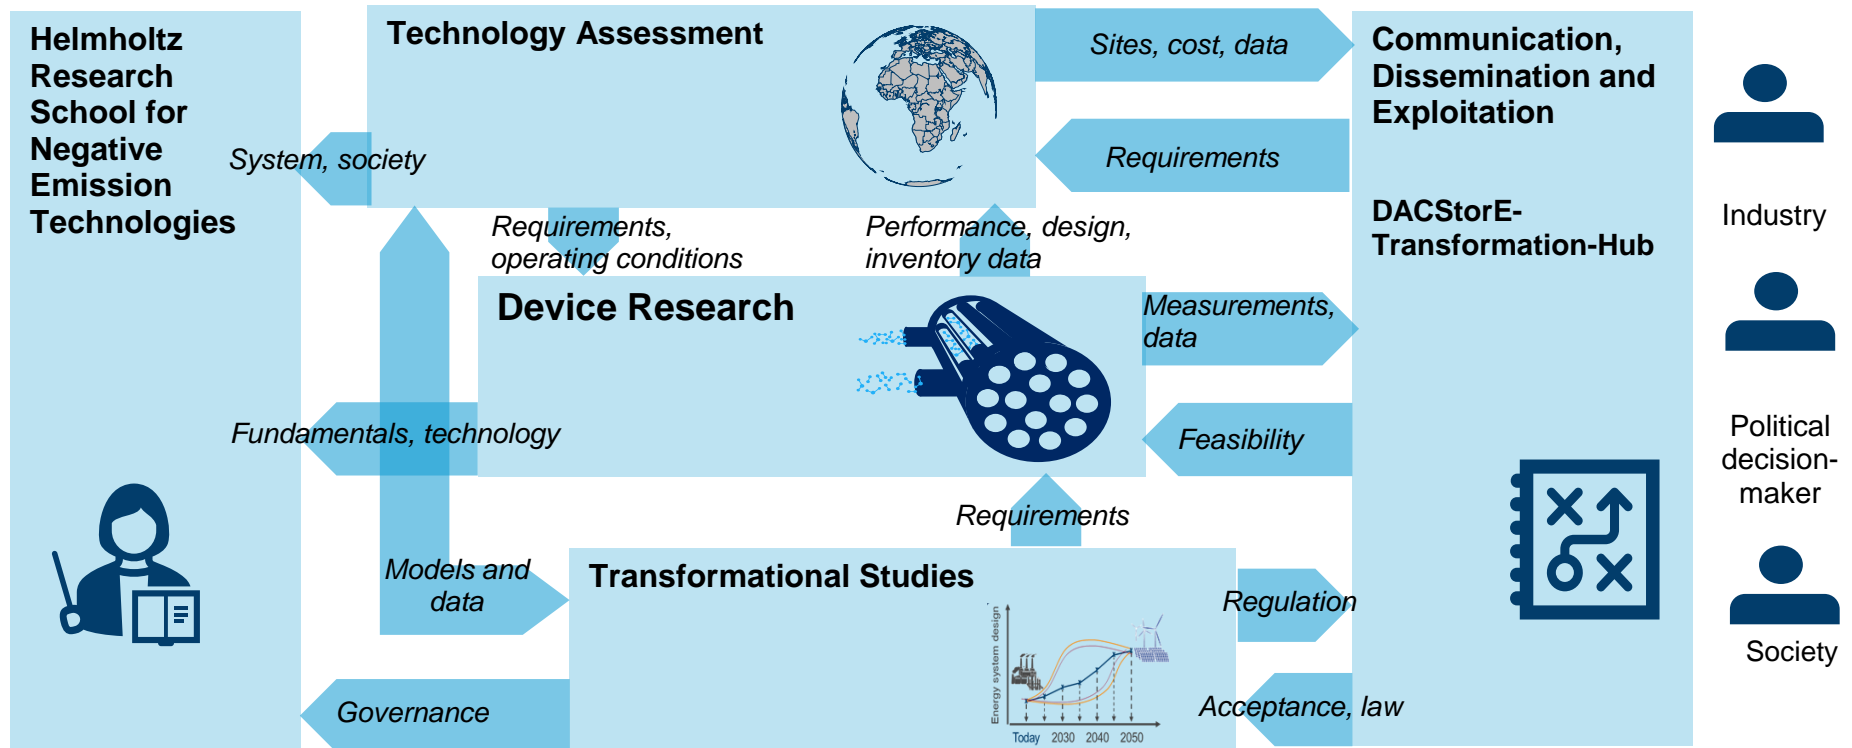 Helmholtz
Research
School for
Negative
Emission
Technologies
Technology Assessment
Sites, cost, data
Communication,
Dissemination and
Exploitation
System, society
Requirements
DACStorE-
Transformation-Hub
Industry
Requirements,
operating conditions
Performance, design,
inventory data
Device Research
Measurements,
data
Fundamentals, technology
Feasibility
Political
decision-
maker
Requirements
Models and
data
Transformational Studies
Regulation
Energy system design
Today 2030 2040 2050
Society
Governance
Acceptance, law